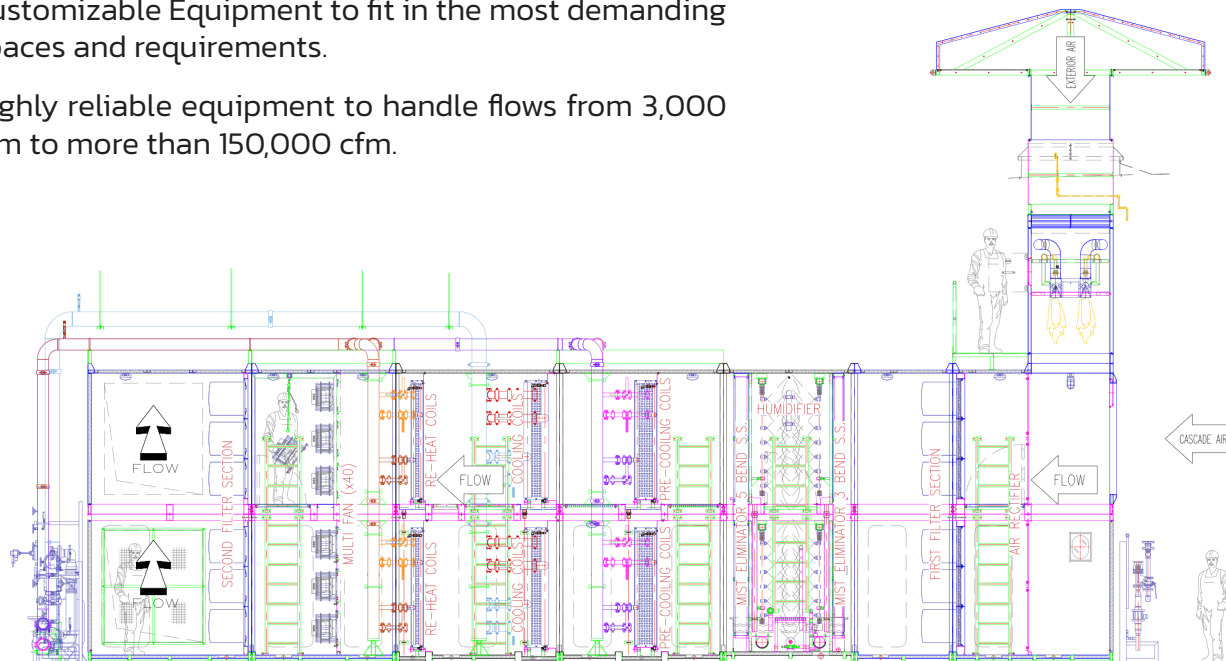 ustomizable Equipment to fit in the most demanding
paces and requirements.
ghly reliable equipment to handle flows from 3,000
m to more than 150,000 cfm.
EXTERIOR AIR
CASCADE AIR
FLOW
FLOW
FLOW
FLOW
SECOND FILTER SECTION
MULTI FAN (x40)
RE-HEAT COILS
RE-HEAT COILS
COOLING COILS
COOLING COILS
PRE-COOILNG COILS
PRE-COOILNG COILS
HUMIDIFIER
MIST ELIMINATOR 5 BEND S.S.
MIST ELIMINATOR 3 BEND S.S.
FIRST FILTER SECTION
AIR RECTIFIER